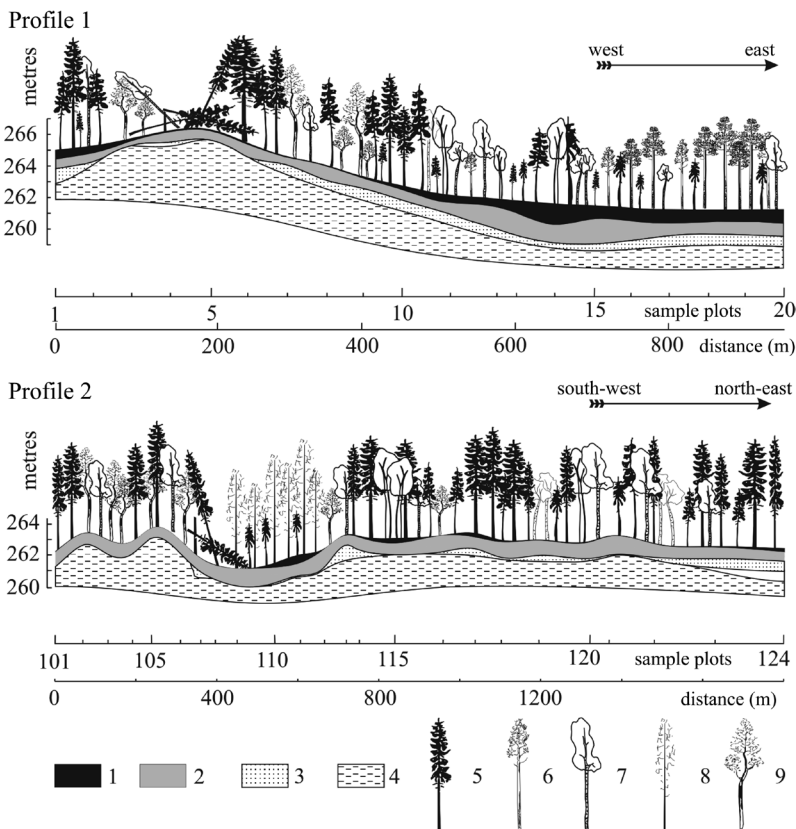 Profile 1
west east
metres
266
264
262
260
1 5 10 15 sample plots 20
0 200 400 600 800 distance (m)
Profile 2
south-west north-east
metres
264
262
260
101 105 110 115 120 sample plots 124
0 400 800 1200 distance (m)
1 2 3 4 5 6 7 8 9